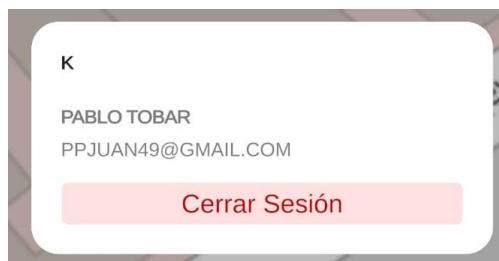 K
PABLO TOBAR
PPJUAN49@GMAIL.COM
Cerrar Sesión